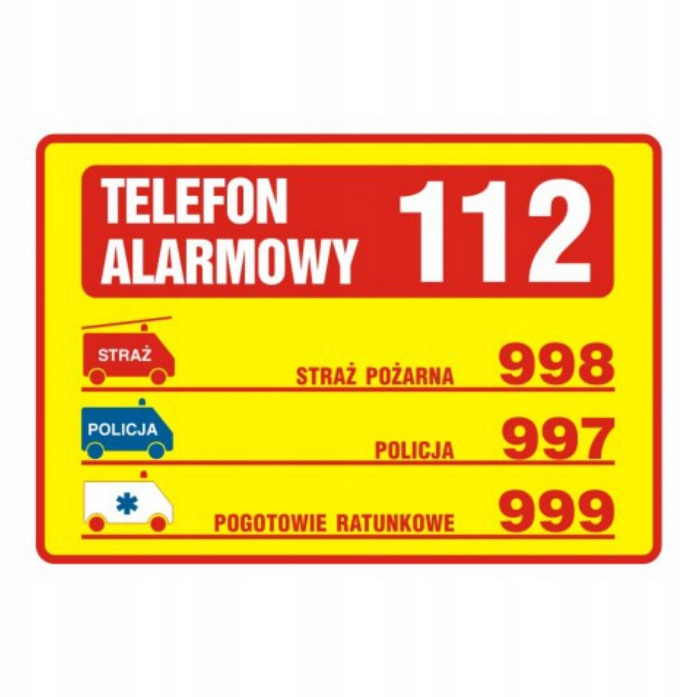 TELEFON
ALARMOWY 112
STRAŻ
STRAŻ POŻARNA 998
POLICJA
POLICJA 997
POGOTOWIE RATUNKOWE 999